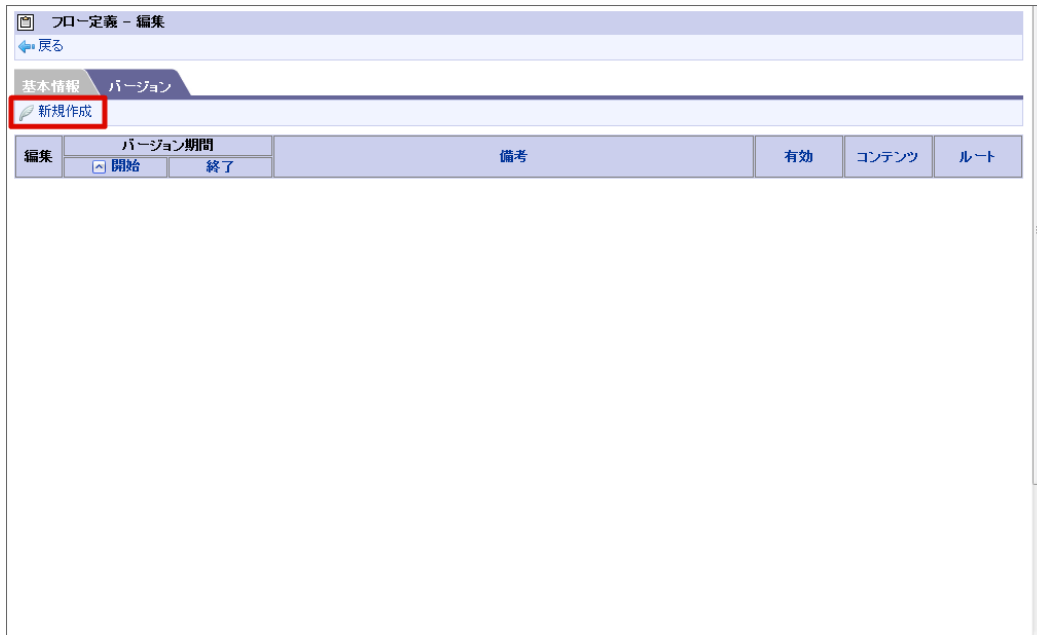 フロー定義 - 編集
戻る
基本情報 バージョン
新規作成
編集 バージョン期間 備考 有効 コンテンツ ルート
開始 終了